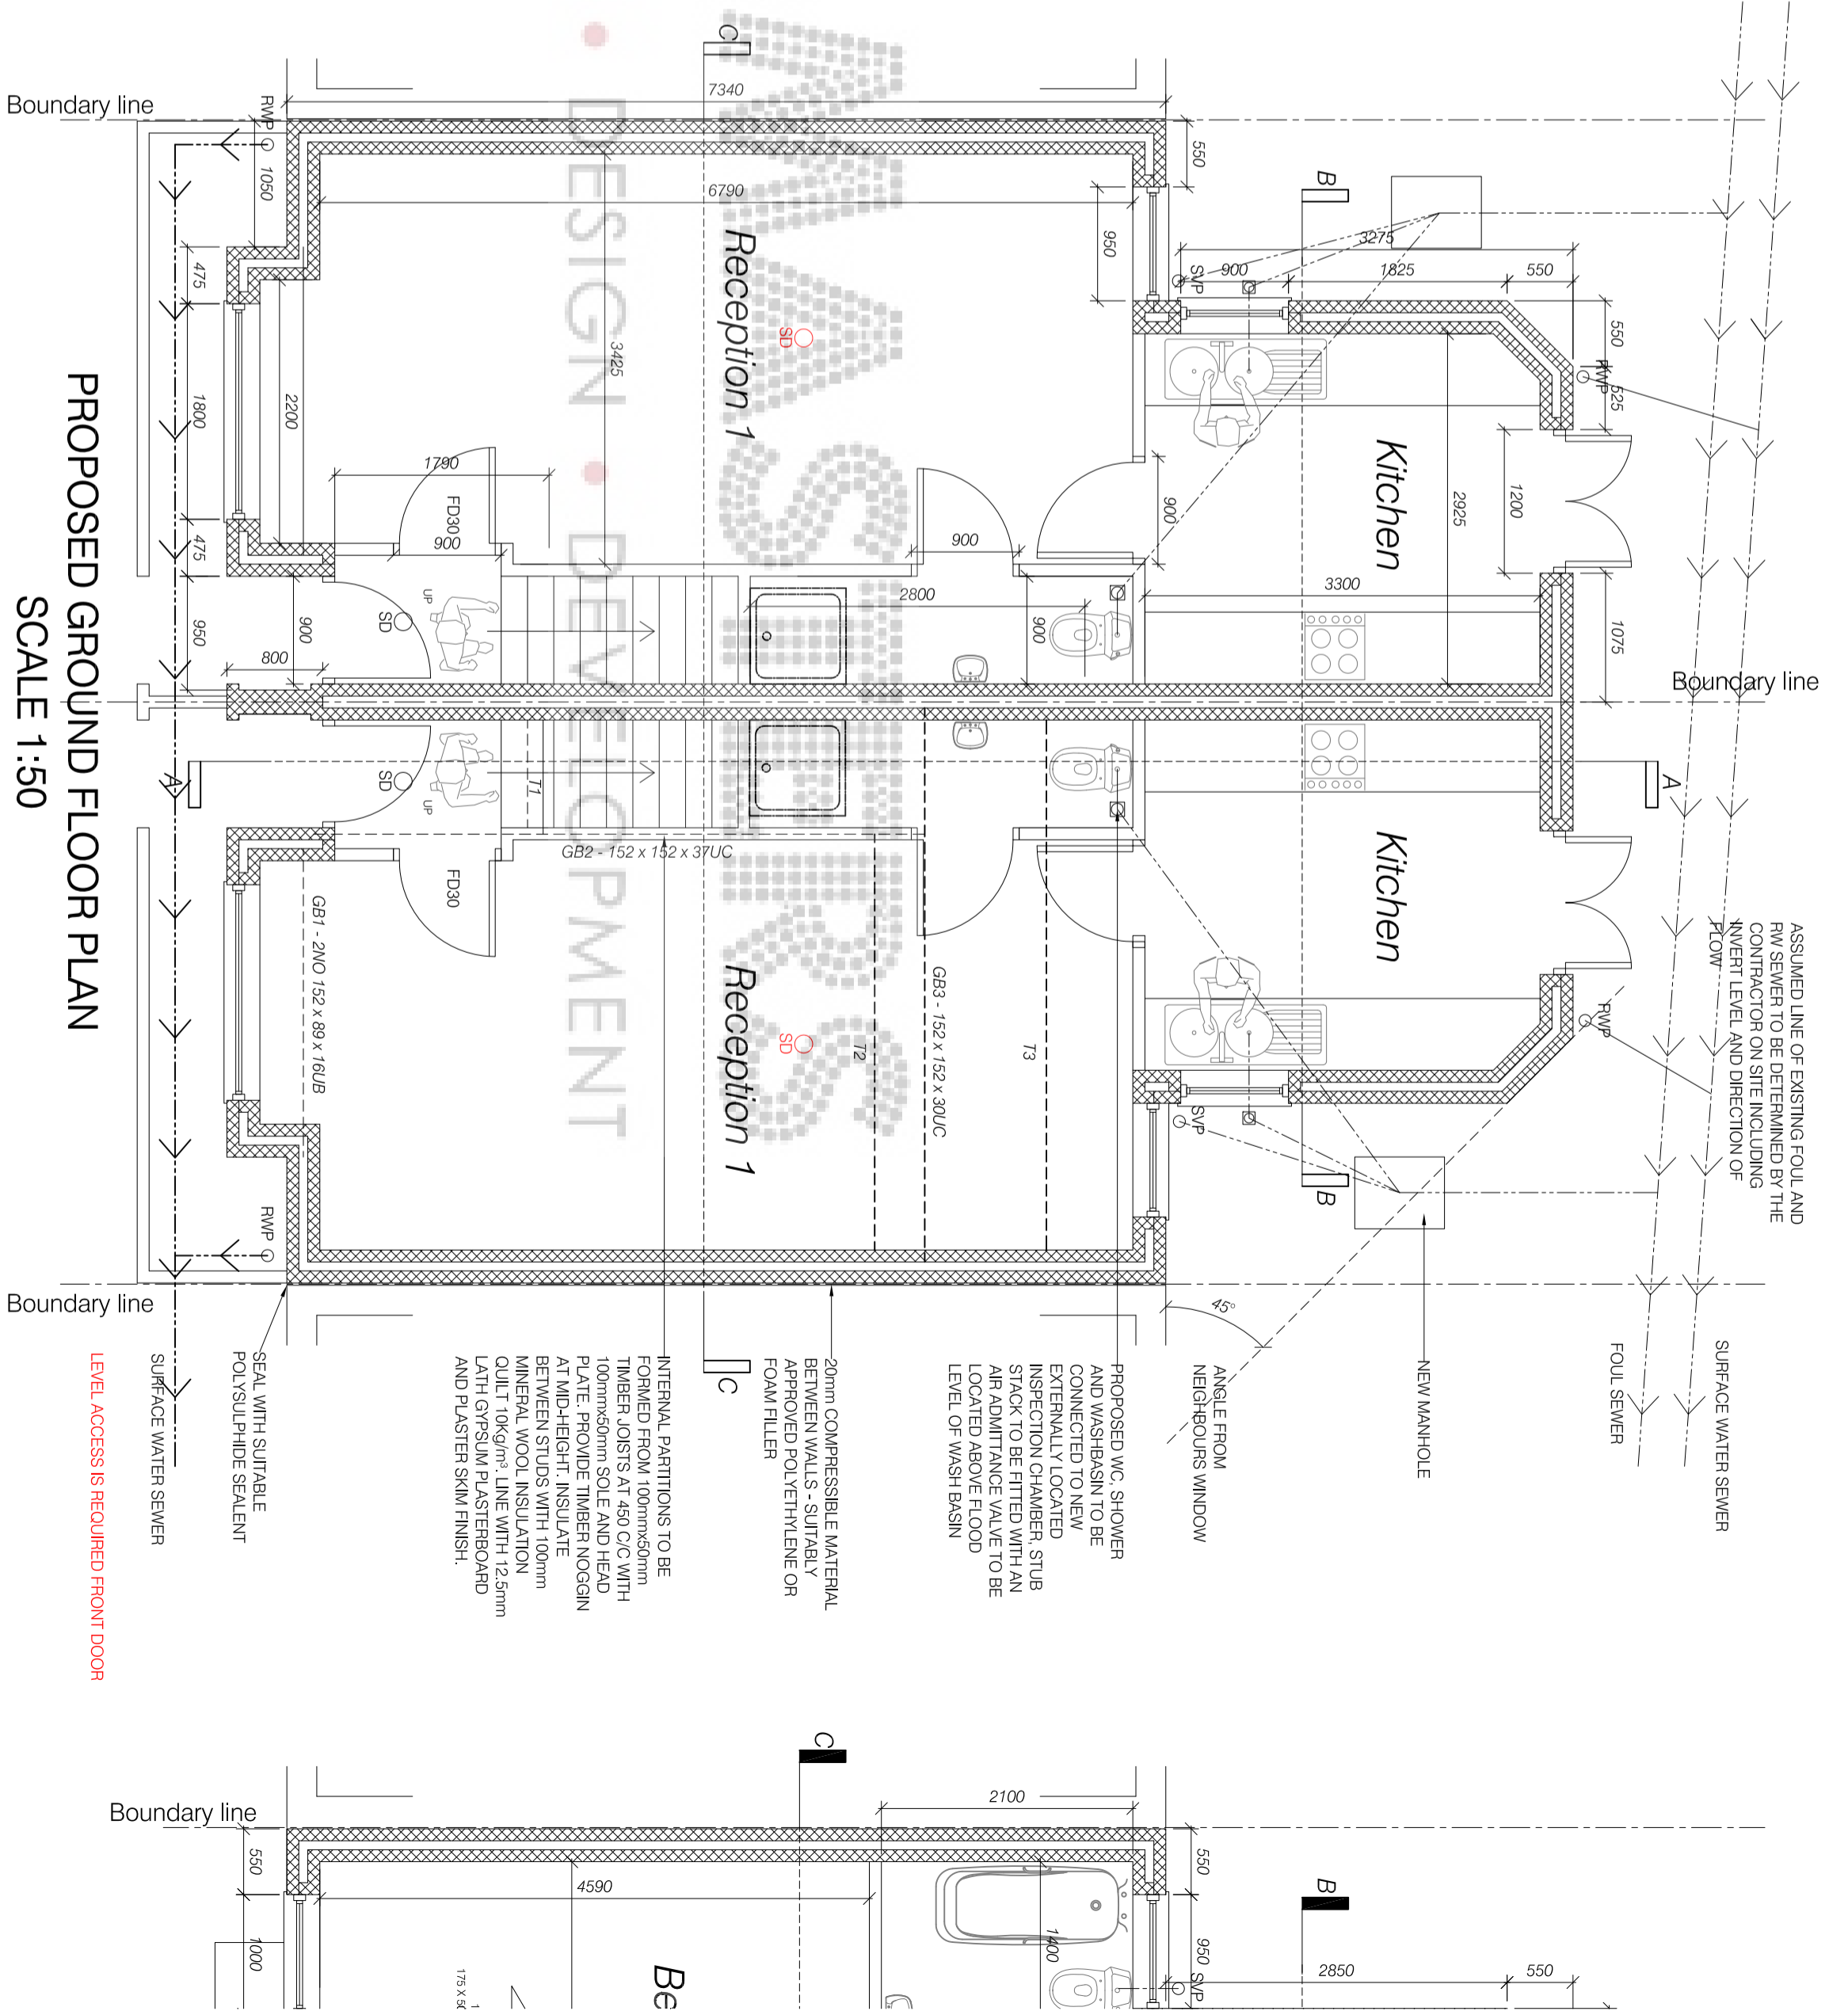 PROPOSED GROUND FLOOR PLAN
SCALE 1:50
Boundary line
Boundary line
Boundary line
Boundary line
DESIGN • DEVELOPMENT
ASSUMED LINE OF EXISTING FOUL AND
RW SEWER TO BE DETERMINED BY THE
CONTRACTOR ON SITE INCLUDING
INVERT LEVEL AND DIRECTION OF
FLOW
SURFACE WATER SEWER
FOUL SEWER
NEW MANHOLE
ANGLE FROM
NEIGHBOURS WINDOW
45°
PROPOSED WC, SHOWER
AND WASHBASIN TO BE
CONNECTED TO NEW
EXTERNALLY LOCATED
INSPECTION CHAMBER, STUB
STACK TO BE FITTED WITH AN
AIR ADMITTANCE VALVE TO BE
LOCATED ABOVE FLOOD
LEVEL OF WASH BASIN
20mm COMPRESSIBLE MATERIAL
BETWEEN WALLS - SUITABLY
APPROVED POLYETHYLENE OR
FOAM FILLER
INTERNAL PARTITIONS TO BE
FORMED FROM 100mmx50mm
TIMBER JOISTS AT 450 C/C WITH
100mmx50mm SOLE AND HEAD
PLATE. PROVIDE TIMBER NOGGIN
AT MID-HEIGHT. INSULATE
BETWEEN STUDS WITH 100mm
MINERAL WOOL INSULATION
QUILT 10Kg/m³. LINE WITH 12.5mm
LATH GYPSUM PLASTERBOARD
AND PLASTER SKIM FINISH.
SEAL WITH SUITABLE
POLYSULPHIDE SEALENT
SURFACE WATER SEWER
LEVEL ACCESS IS REQUIRED FRONT DOOR
Kitchen
Kitchen
Reception 1
Reception 1
SD
SD
SD
SD
UP
UP
FD30
FD30
RWP
RWP
RWP
RWP
SVP
SVP
SVP
GB1 - 2NO 152 x 89 x 16UB
GB2 - 152 x 152 x 37UC
GB3 - 152 x 152 x 30UC
T1
T2
T3
A
A
B
B
B
C
C
C
7340
6790
550
950
3275
900
1825
550
550
525
1200
1075
2925
3300
900
900
2800
900
3425
1790
900
2200
1050
475
1800
475
950
900
800
2100
550
950
2850
550
4590
1400
550
1000
Be